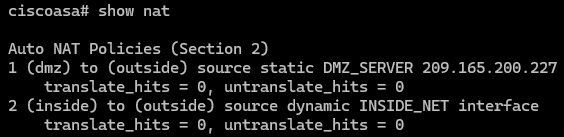 ciscoasa# show nat
Auto NAT Policies (Section 2)
1 (dmz) to (outside) source static DMZ_SERVER 209.165.200.227
translate_hits = 0, untranslate_hits = 0
2 (inside) to (outside) source dynamic INSIDE_NET interface
translate_hits = 0, untranslate_hits = 0